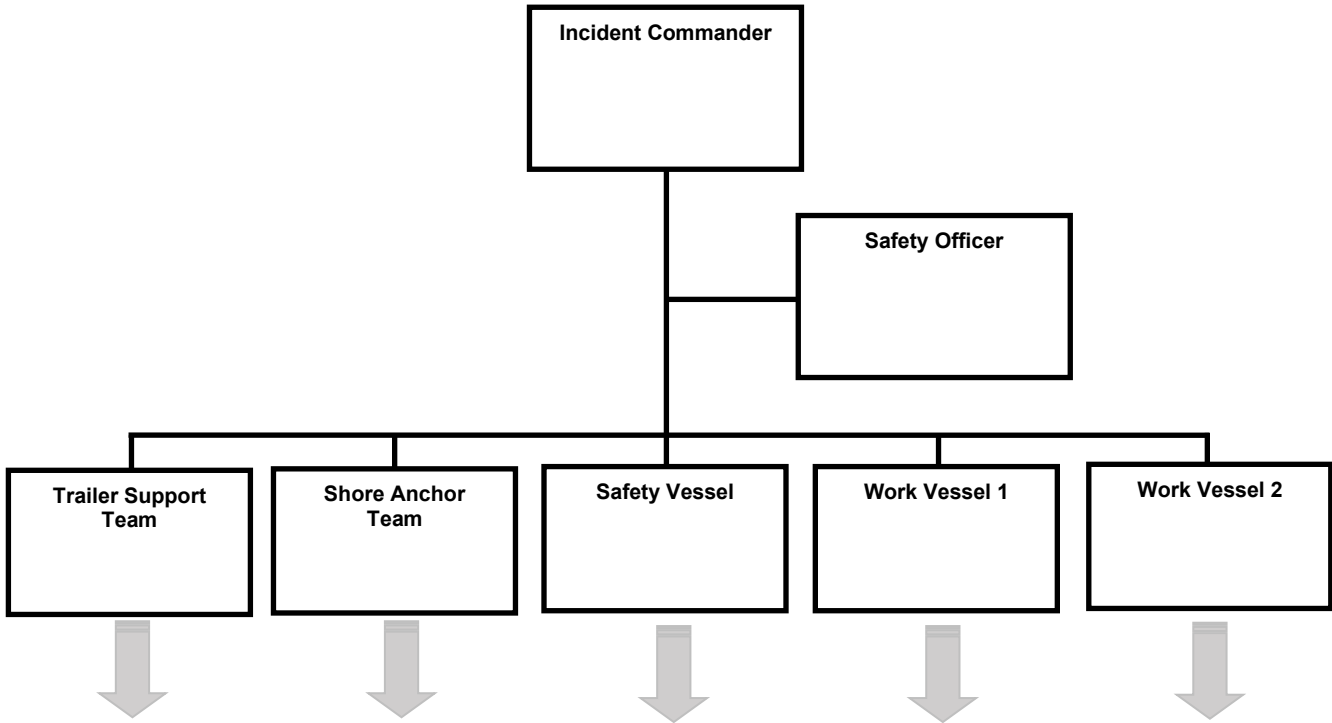 Incident Commander
Safety Officer
Trailer Support
Team
Shore Anchor
Team
Safety Vessel
Work Vessel 1
Work Vessel 2